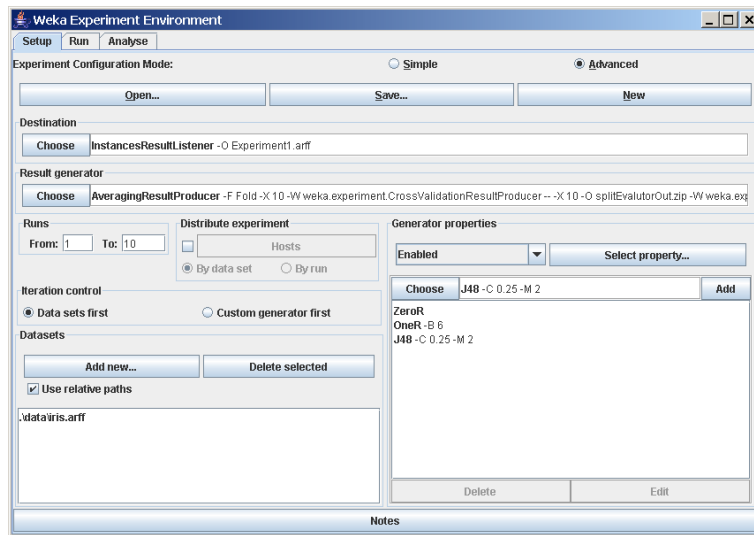 Weka Experiment Environment
Setup Run Analyse
Experiment Configuration Mode: Simple Advanced
Open... Save... New
Destination
Choose InstancesResultListener -O Experiment1.arff
Result generator
Choose AveragingResultProducer -F Fold -X 10 -W weka.experiment.CrossValidationResultProducer -- -X 10 -O splitEvalutorOut.zip -W weka.exp
Runs
From: 1 To: 10
Distribute experiment
Hosts
By data set By run
Generator properties
Enabled Select property...
Iteration control
Data sets first Custom generator first
Choose J48 -C 0.25 -M 2 Add
ZeroR
OneR -B 6
J48 -C 0.25 -M 2
Datasets
Add new... Delete selected
Use relative paths
.\data\iris.arff
Delete Edit
Notes